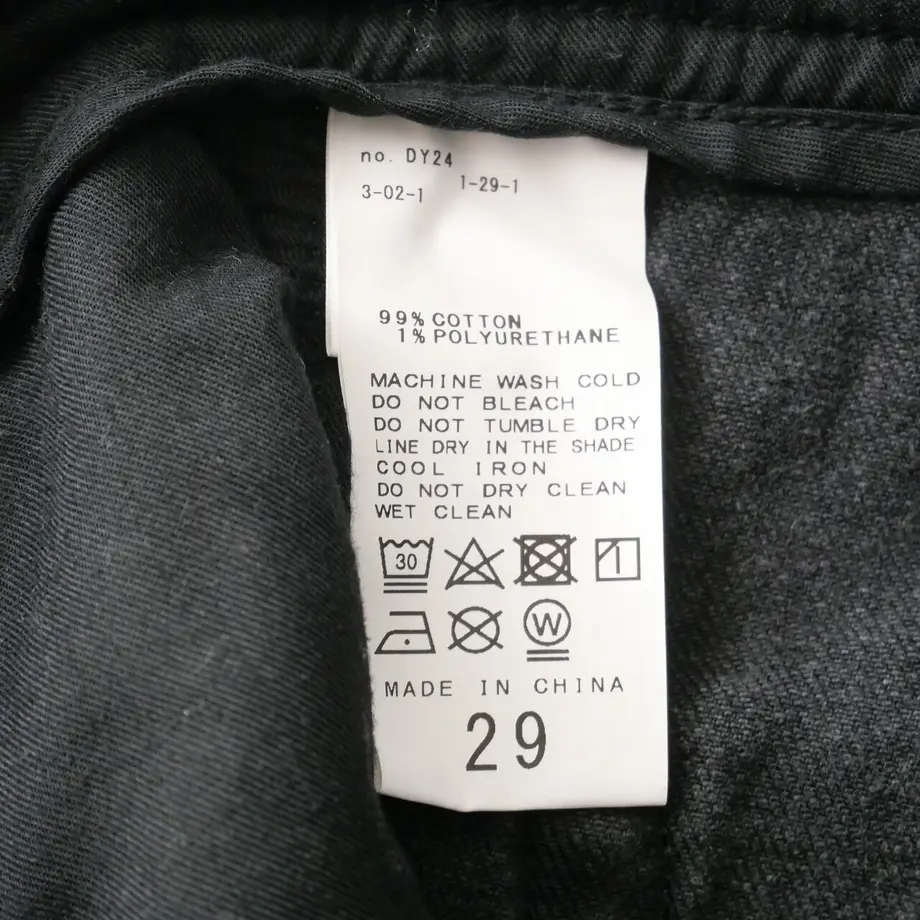 no. DY24
3-02-1 1-29-1
99% COTTON
1% POLYURETHANE
MACHINE WASH COLD
DO NOT BLEACH
DO NOT TUMBLE DRY
LINE DRY IN THE SHADE
COOL IRON
DO NOT DRY CLEAN
WET CLEAN
30
W
MADE IN CHINA
29